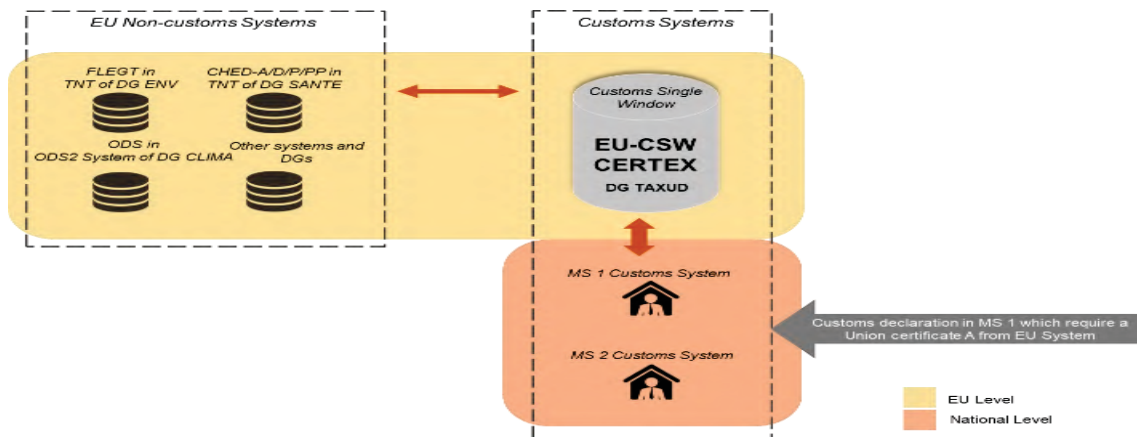 EU Non-customs Systems
Customs Systems
FLEGT in
TNT of DG ENV
CHED-A/D/P/PP in
TNT of DG SANTE
ODS in
ODS2 System of DG CLIMA
Other systems and
DGs
Customs Single
Window
EU-CSW
CERTEX
DG TAXUD
MS 1 Customs System
Customs declaration in MS 1 which require a
Union certificate A from EU System
MS 2 Customs System
EU Level
National Level